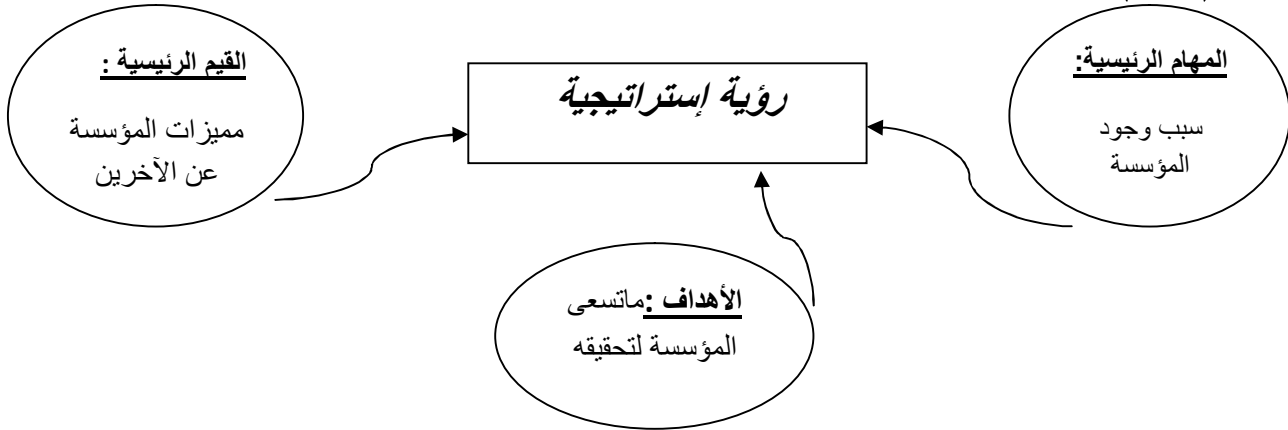 المهام الرئيسية:
سبب وجود
المؤسسة
رؤية إستراتيجية
القيم الرئيسية :
مميزات المؤسسة
عن الآخرين
الأهداف :ماتسعى
المؤسسة لتحقيقه